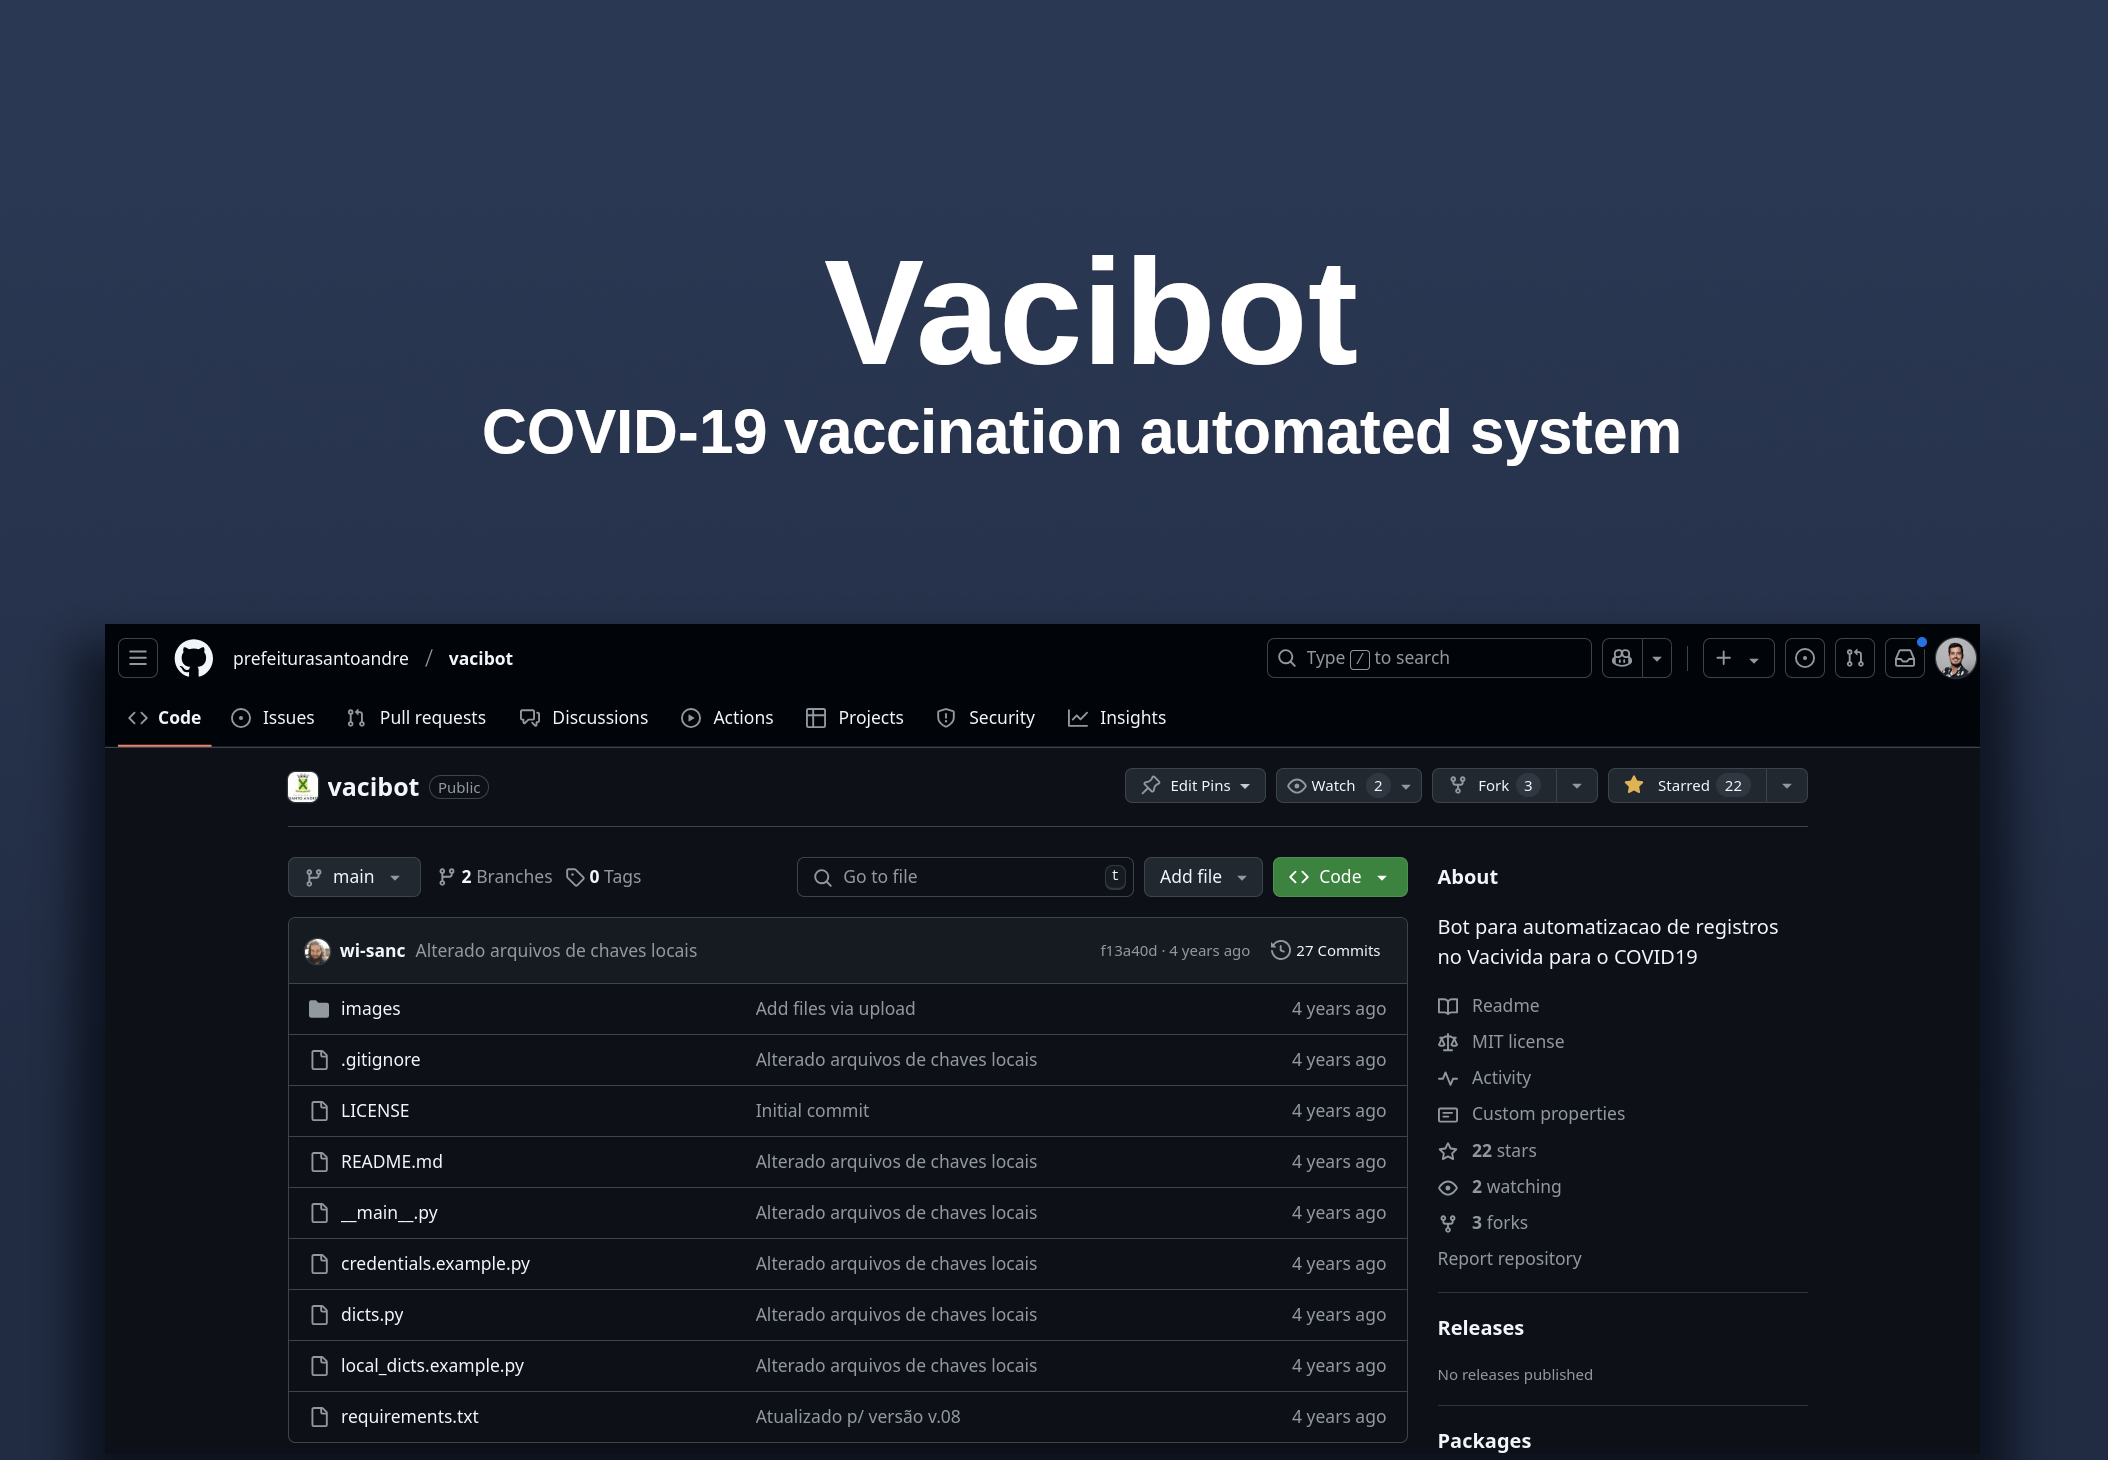 Vacibot
COVID-19 vaccination automated system
prefeiturasantoandre / vacibot
Type / to search
Code Issues Pull requests Discussions Actions Projects Security Insights
vacibot Public
Edit Pins Watch 2 Fork 3 Starred 22
main 2 Branches 0 Tags Go to file t Add file Code
wi-sanc Alterado arquivos de chaves locais f13a40d · 4 years ago 27 Commits
images Add files via upload 4 years ago
.gitignore Alterado arquivos de chaves locais 4 years ago
LICENSE Initial commit 4 years ago
README.md Alterado arquivos de chaves locais 4 years ago
__main__.py Alterado arquivos de chaves locais 4 years ago
credentials.example.py Alterado arquivos de chaves locais 4 years ago
dicts.py Alterado arquivos de chaves locais 4 years ago
local_dicts.example.py Alterado arquivos de chaves locais 4 years ago
requirements.txt Atualizado p/ versão v.08 4 years ago
About
Bot para automatizacao de registros
no Vacivida para o COVID19
Readme
MIT license
Activity
Custom properties
22 stars
2 watching
3 forks
Report repository
Releases
No releases published
Packages